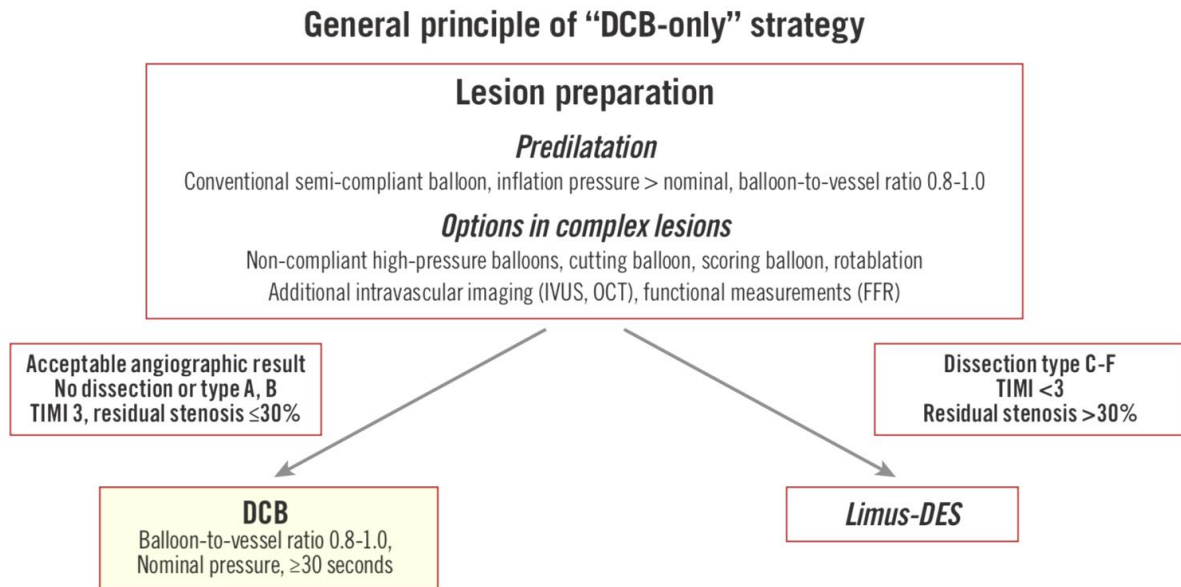 General principle of “DCB-only” strategy
Lesion preparation
Predilatation
Conventional semi-compliant balloon, inflation pressure > nominal, balloon-to-vessel ratio 0.8-1.0
Options in complex lesions
Non-compliant high-pressure balloons, cutting balloon, scoring balloon, rotablation
Additional intravascular imaging (IVUS, OCT), functional measurements (FFR)
Acceptable angiographic result
No dissection or type A, B
TIMI 3, residual stenosis ≤30%
Dissection type C-F
TIMI <3
Residual stenosis >30%
DCB
Balloon-to-vessel ratio 0.8-1.0,
Nominal pressure, ≥30 seconds
Limus-DES